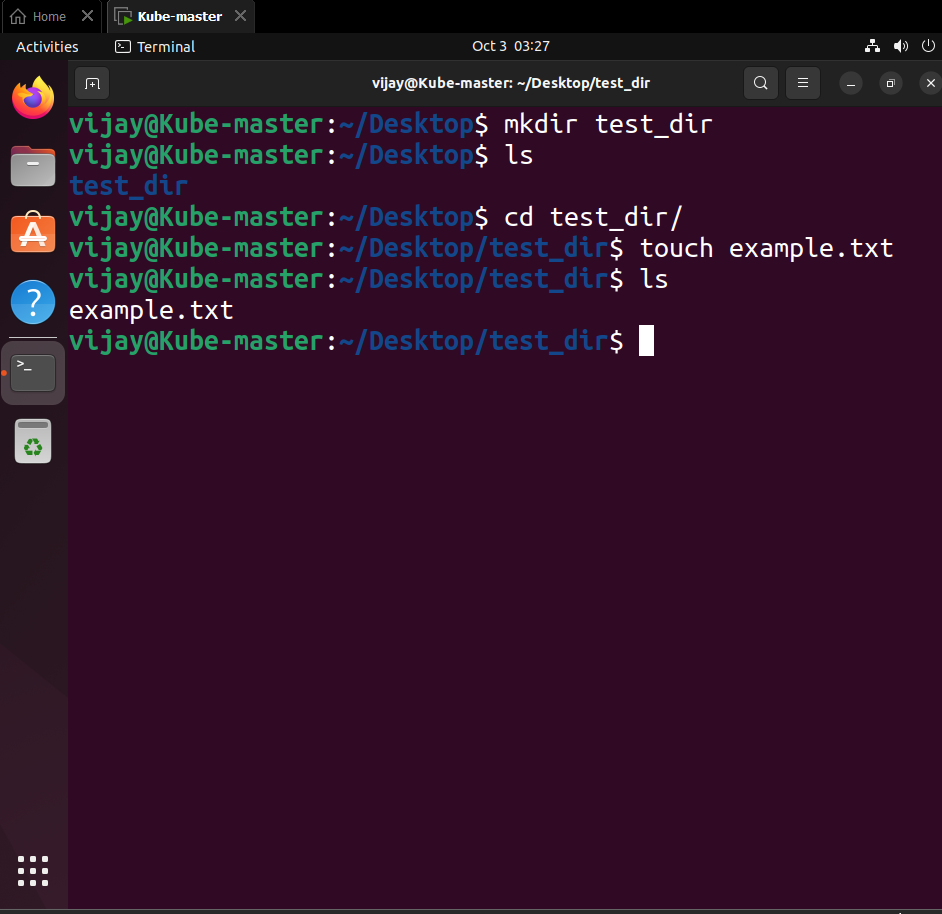 Home
Kube-master
Activities
Terminal
Oct 3 03:27
vijay@Kube-master: ~/Desktop/test_dir
vijay@Kube-master:~/Desktop$ mkdir test_dir
vijay@Kube-master:~/Desktop$ ls
test_dir
vijay@Kube-master:~/Desktop$ cd test_dir/
vijay@Kube-master:~/Desktop/test_dir$ touch example.txt
vijay@Kube-master:~/Desktop/test_dir$ ls
example.txt
vijay@Kube-master:~/Desktop/test_dir$